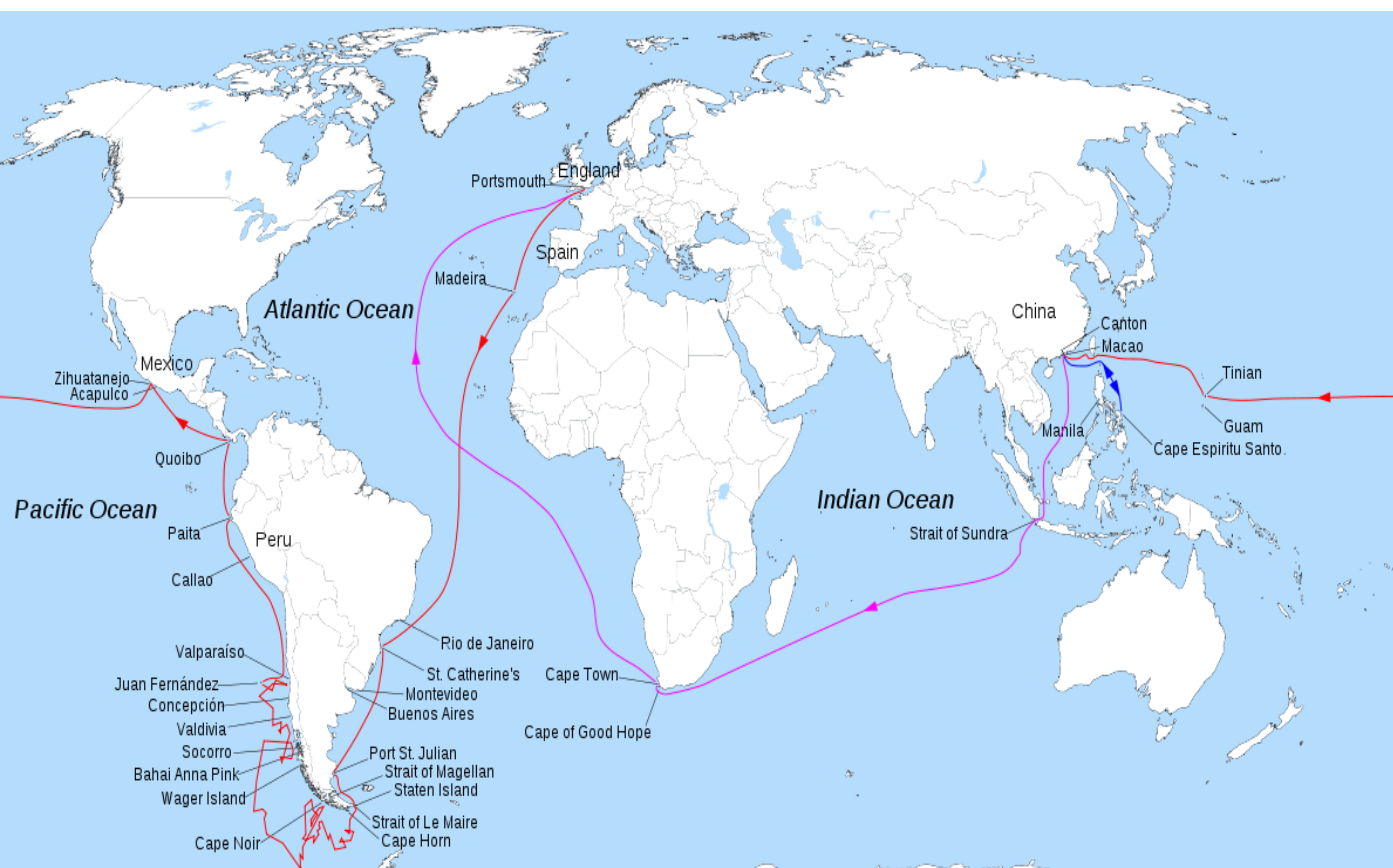 England
Portsmouth
Spain
Madeira
Atlantic Ocean
China
Canton
Macao
Mexico
Zihuatanejo
Acapulco
Tinian
Guam
Manila
Cape Espiritu Santo
Quoibo
Pacific Ocean
Indian Ocean
Paita
Peru
Strait of Sundra
Callao
Rio de Janeiro
Valparaíso
St. Catherine's
Cape Town
Juan Fernández
Montevideo
Concepción
Buenos Aires
Valdivia
Cape of Good Hope
Socorro
Port St. Julian
Bahai Anna Pink
Strait of Magellan
Staten Island
Wager Island
Strait of Le Maire
Cape Noir
Cape Horn